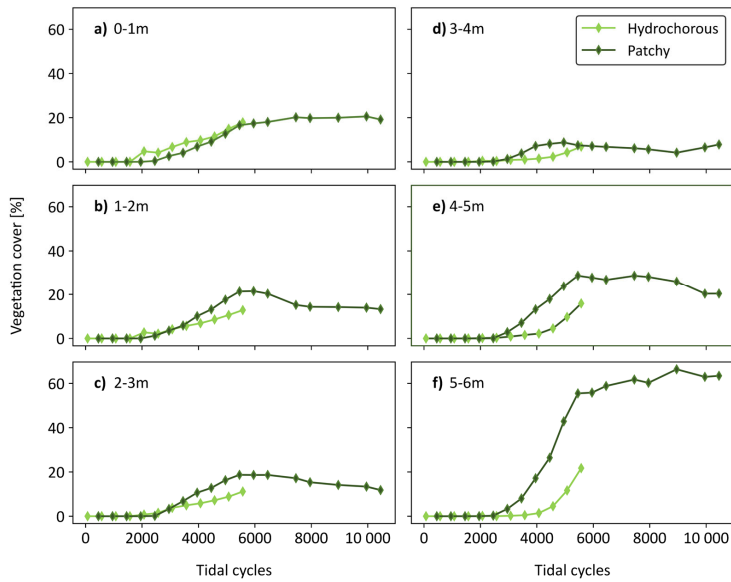 a) 0-1m
60
40
20
0
d) 3-4m
Hydrochorous
Patchy
b) 1-2m
60
40
20
0
e) 4-5m
Vegetation cover [%]
c) 2-3m
60
40
20
0
f) 5-6m
0 2000 4000 6000 8000 10 000
0 2000 4000 6000 8000 10 000
Tidal cycles
Tidal cycles